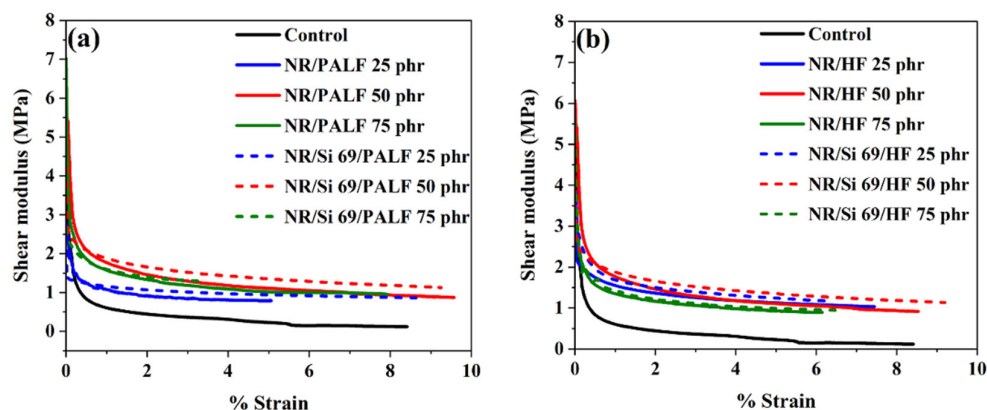 (a)
Shear modulus (MPa)
8
7
6
5
4
3
2
1
0
0 2 4 6 8 10
% Strain
Control
NR/PALF 25 phr
NR/PALF 50 phr
NR/PALF 75 phr
NR/Si 69/PALF 25 phr
NR/Si 69/PALF 50 phr
NR/Si 69/PALF 75 phr
(b)
Shear modulus (MPa)
8
7
6
5
4
3
2
1
0
0 2 4 6 8 10
% Strain
Control
NR/HF 25 phr
NR/HF 50 phr
NR/HF 75 phr
NR/Si 69/HF 25 phr
NR/Si 69/HF 50 phr
NR/Si 69/HF 75 phr